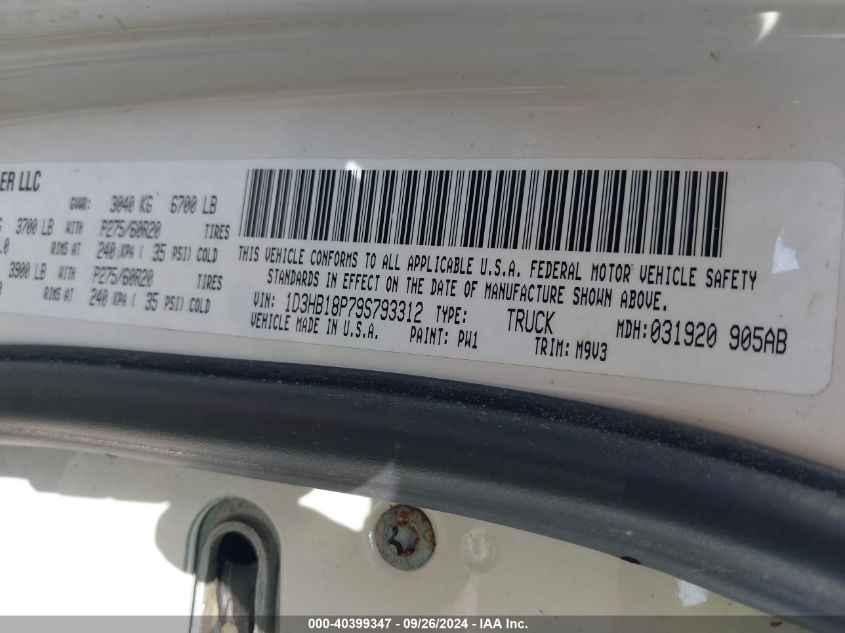 ER LLC
GVWR: 3040 KG 6700 LB
G 3700 LB WITH P275/60R20 TIRES
.0 RIMS AT 240 KPA ( 35 PSI) COLD
3900 LB WITH P275/60R20 TIRES
RIMS AT 240 KPA ( 35 PSI) COLD
THIS VEHICLE CONFORMS TO ALL APPLICABLE U.S.A. FEDERAL MOTOR VEHICLE SAFETY
STANDARDS IN EFFECT ON THE DATE OF MANUFACTURE SHOWN ABOVE.
VIN: 1D3HB18P79S793312 TYPE: TRUCK MDH: 031920 905AB
VEHICLE MADE IN U.S.A. PAINT: PW1 TRIM: M9V3
000-40399347 - 09/26/2024 - IAA Inc.